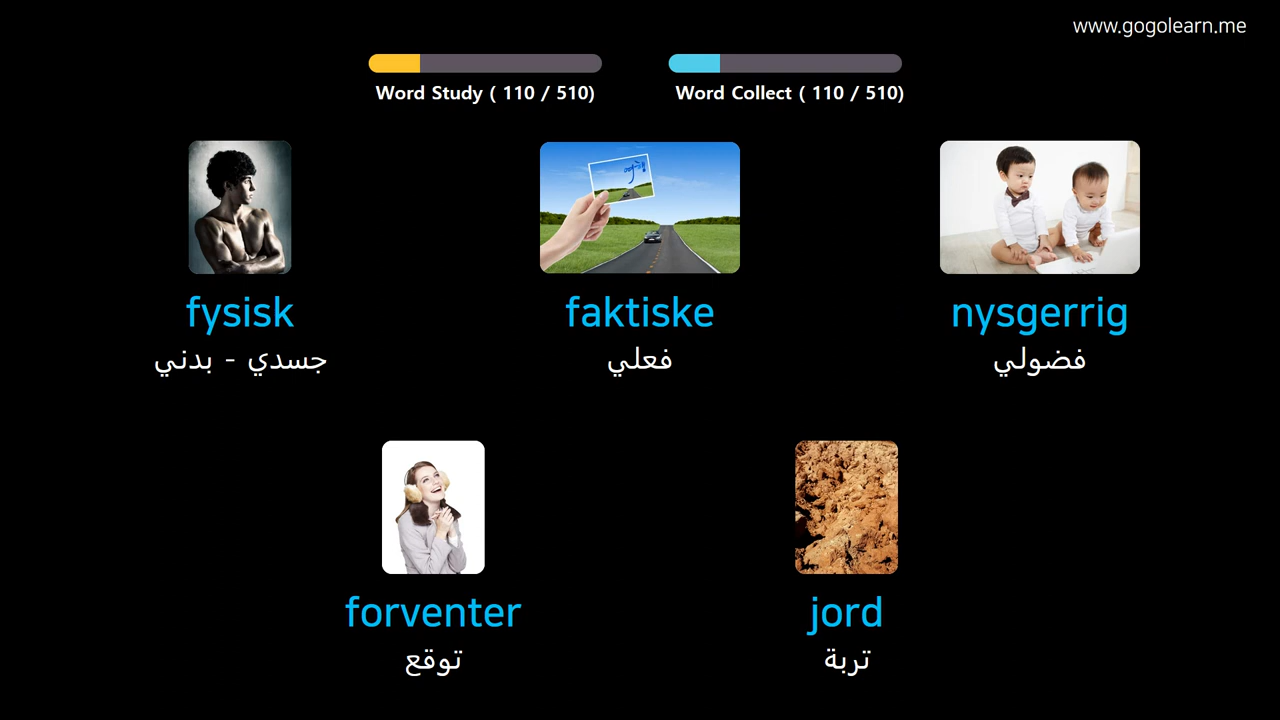 www.gogolearn.me
Word Study ( 110 / 510)
Word Collect ( 110 / 510)
fysisk
جسدي - بدني
faktiske
فعلي
nysgerrig
فضولي
forventer
توقع
jord
تربة